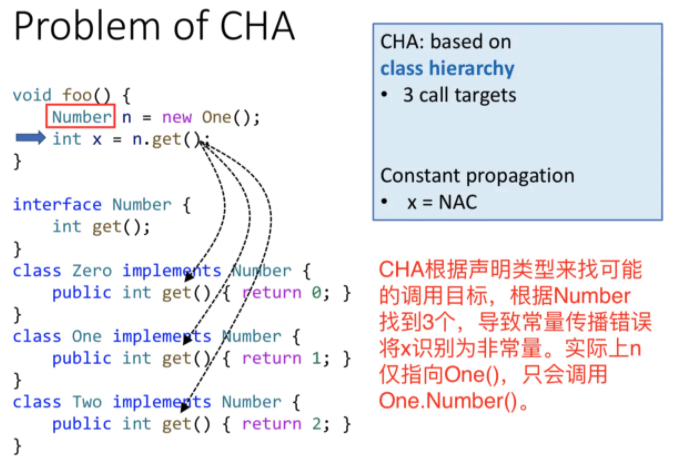 Problem of CHA
void foo() {
Number n = new One();
int x = n.get();
}
interface Number {
int get();
}
class Zero implements Number {
public int get() { return 0; }
}
class One implements Number {
public int get() { return 1; }
}
class Two implements Number {
public int get() { return 2; }
}
CHA: based on
class hierarchy
• 3 call targets
Constant propagation
• x = NAC
CHA根据声明类型来找可能
的调用目标，根据Number
找到3个，导致常量传播错误
将x识别为非常量。实际上n
仅指向One()，只会调用
One.Number()。